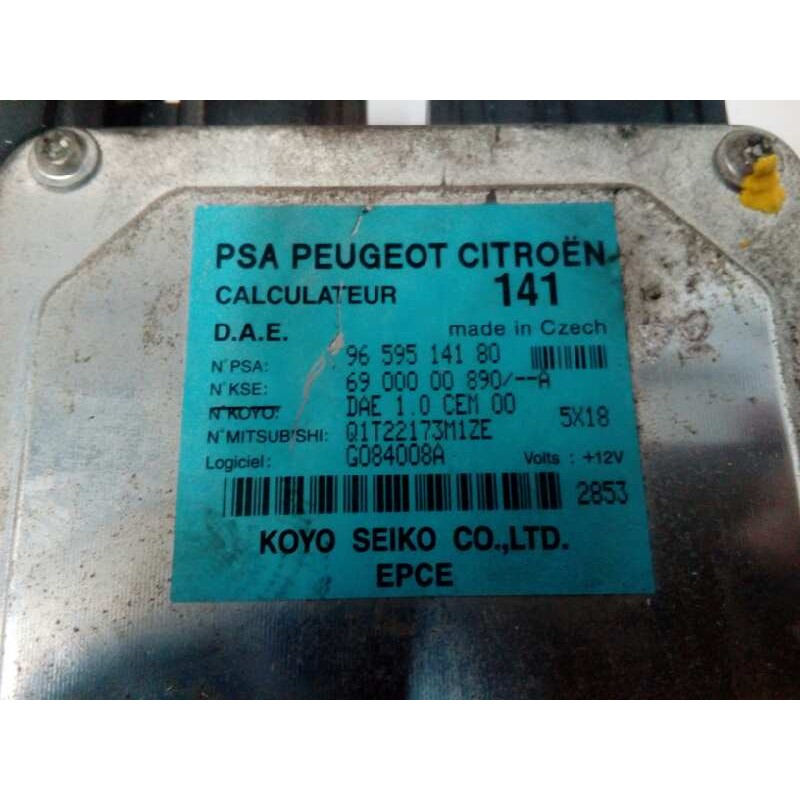 PSA PEUGEOT CITROËN
CALCULATEUR 141
D.A.E. made in Czech
N°PSA: 96 595 141 80
N°KSE: 69 000 00 890/--A
N°KOYO: DAE 1.0 CEM 00 5X18
N°MITSUBISHI: Q1T22173M1ZE
Logiciel: G084008A Volts : +12V
2853
KOYO SEIKO CO.,LTD.
EPCE